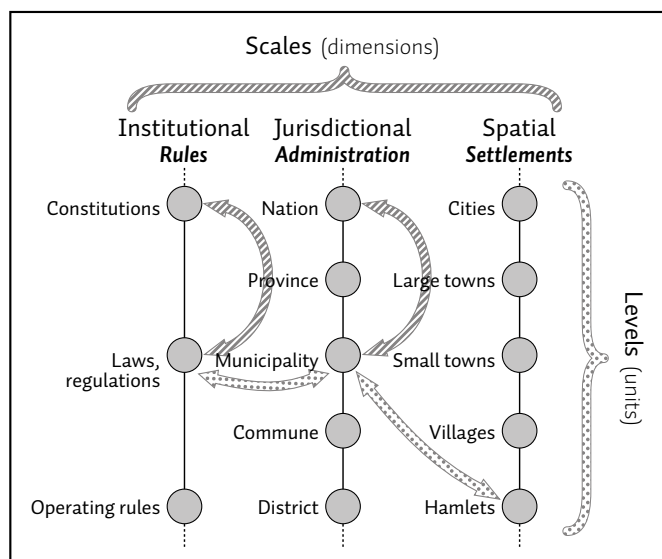 Scales (dimensions)
Institutional
Rules
Jurisdictional
Administration
Spatial
Settlements
Constitutions
Nation
Cities
Province
Large towns
Laws,
regulations
Municipality
Small towns
Commune
Villages
Operating rules
District
Hamlets
Levels (units)